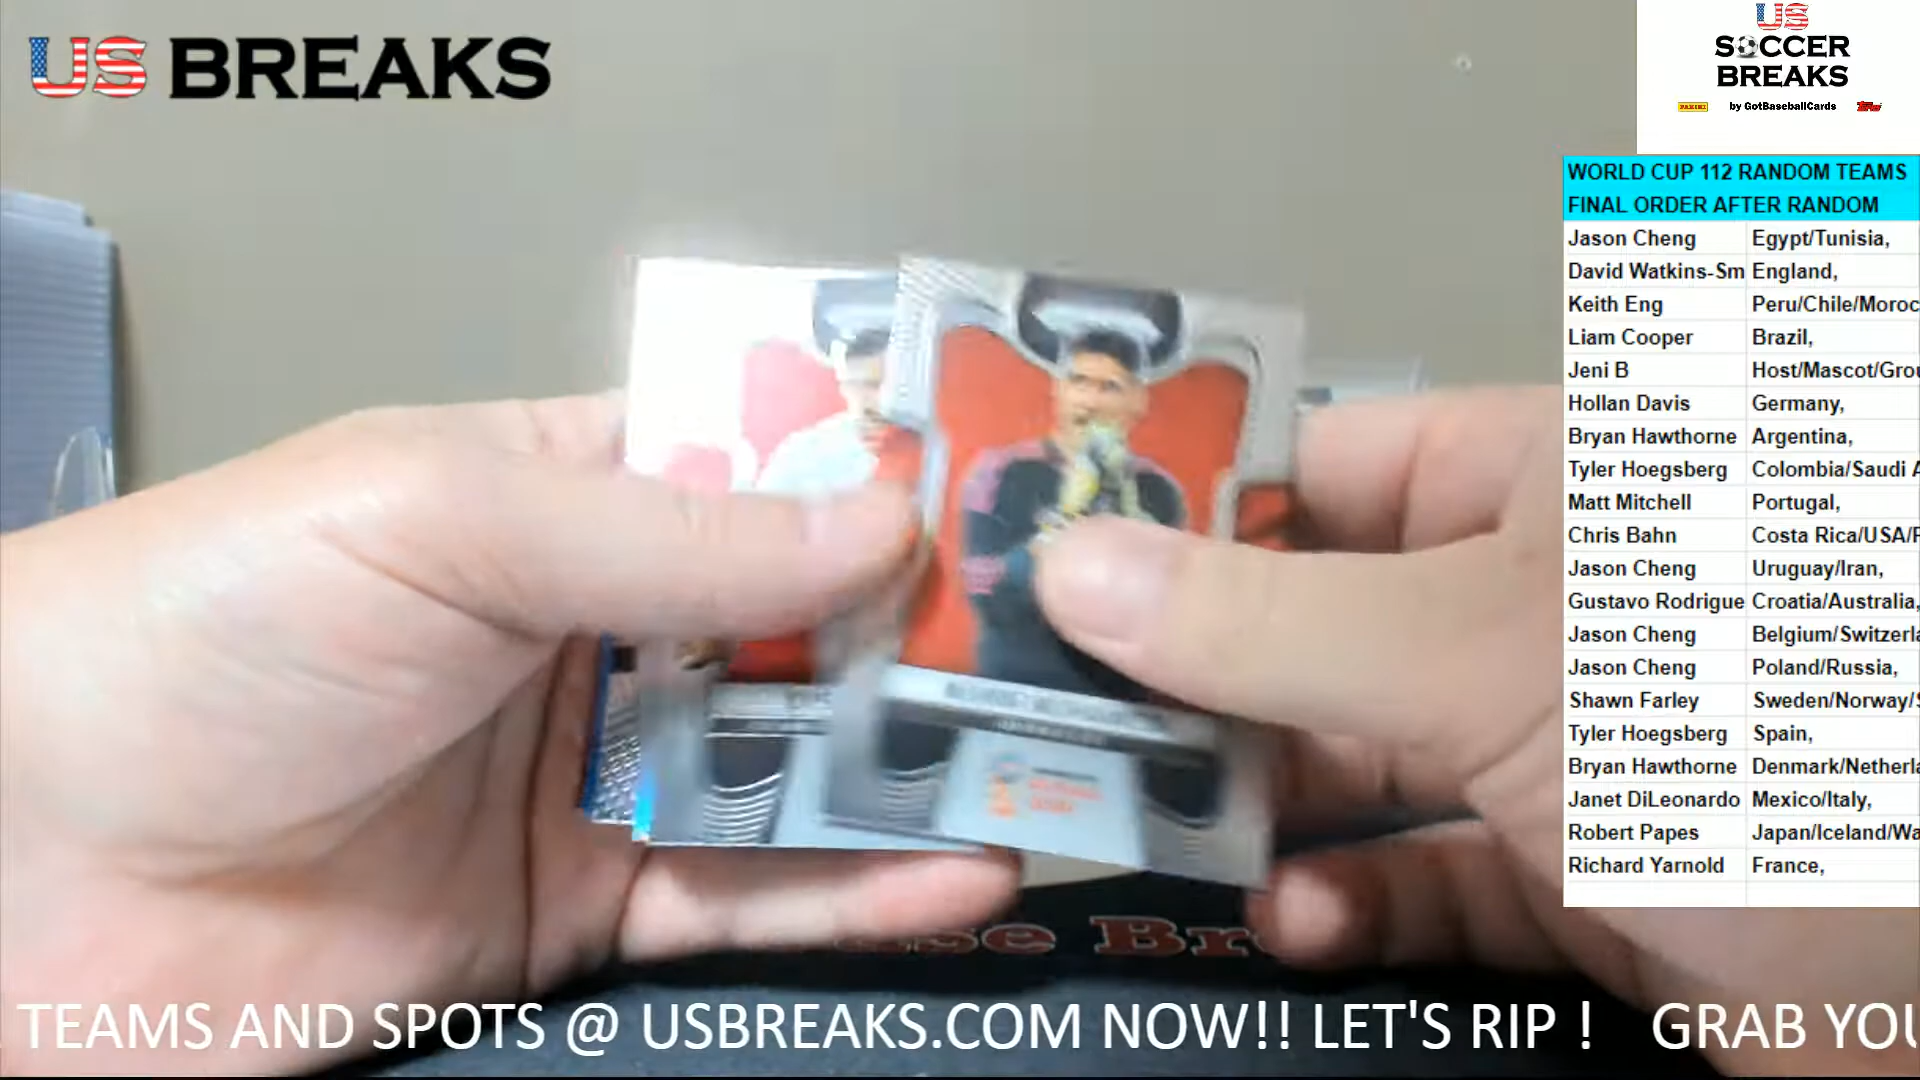 US BREAKS
US
SOCCER
BREAKS
PANINI by GotBaseballCards Topps
WORLD CUP 112 RANDOM TEAMS
FINAL ORDER AFTER RANDOM
Jason Cheng Egypt/Tunisia,
David Watkins-Sm England,
Keith Eng Peru/Chile/Moroc
Liam Cooper Brazil,
Jeni B Host/Mascot/Grou
Hollan Davis Germany,
Bryan Hawthorne Argentina,
Tyler Hoegsberg Colombia/Saudi A
Matt Mitchell Portugal,
Chris Bahn Costa Rica/USA/P
Jason Cheng Uruguay/Iran,
Gustavo Rodrigue Croatia/Australia,
Jason Cheng Belgium/Switzerla
Jason Cheng Poland/Russia,
Shawn Farley Sweden/Norway/S
Tyler Hoegsberg Spain,
Bryan Hawthorne Denmark/Netherla
Janet DiLeonardo Mexico/Italy,
Robert Papes Japan/Iceland/Wa
Richard Yarnold France,
TEAMS AND SPOTS @ USBREAKS.COM NOW!! LET'S RIP ! GRAB YOU